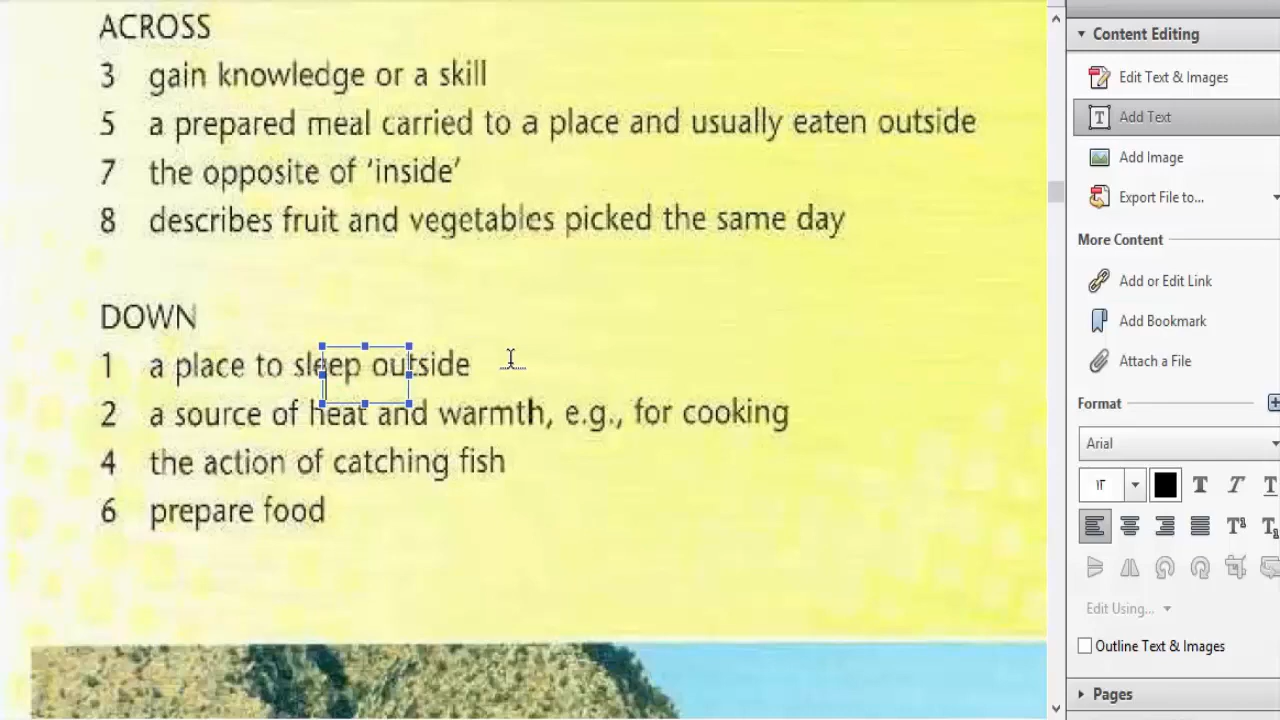 ACROSS
3 gain knowledge or a skill
5 a prepared meal carried to a place and usually eaten outside
7 the opposite of ‘inside’
8 describes fruit and vegetables picked the same day
DOWN
1 a place to sleep outside
2 a source of heat and warmth, e.g., for cooking
4 the action of catching fish
6 prepare food
Content Editing
Edit Text & Images
Add Text
Add Image
Export File to...
More Content
Add or Edit Link
Add Bookmark
Attach a File
Format
Arial
١٢
Edit Using...
Outline Text & Images
Pages